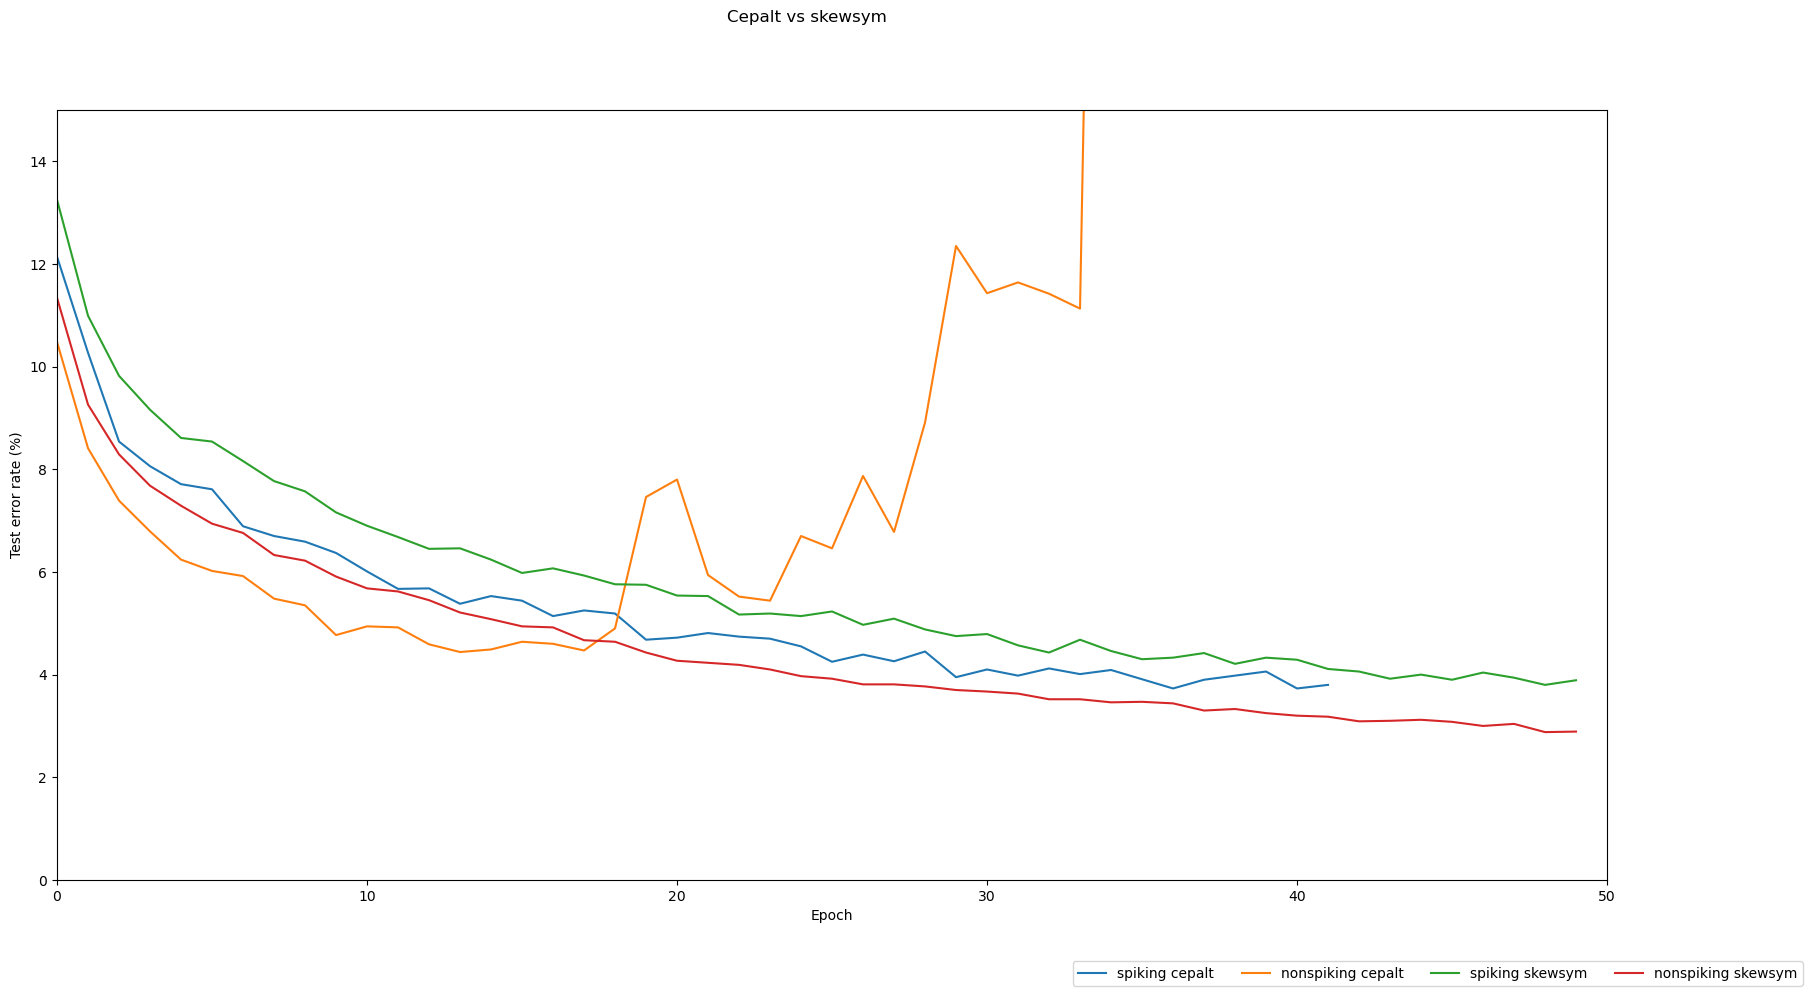 Cepalt vs skewsym
Test error rate (%)
14
12
10
8
6
4
2
0
0 10 20 30 40 50
Epoch
spiking cepalt nonspiking cepalt spiking skewsym nonspiking skewsym